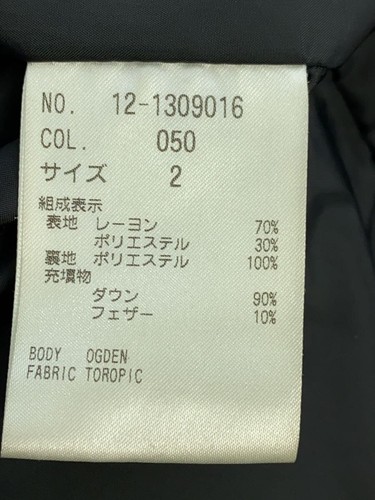 NO. 12-1309016
COL. 050
サイズ 2
組成表示
表地 レーヨン 70%
ポリエステル 30%
裏地 ポリエステル 100%
充填物
ダウン 90%
フェザー 10%
BODY OGDEN
FABRIC TOROPIC